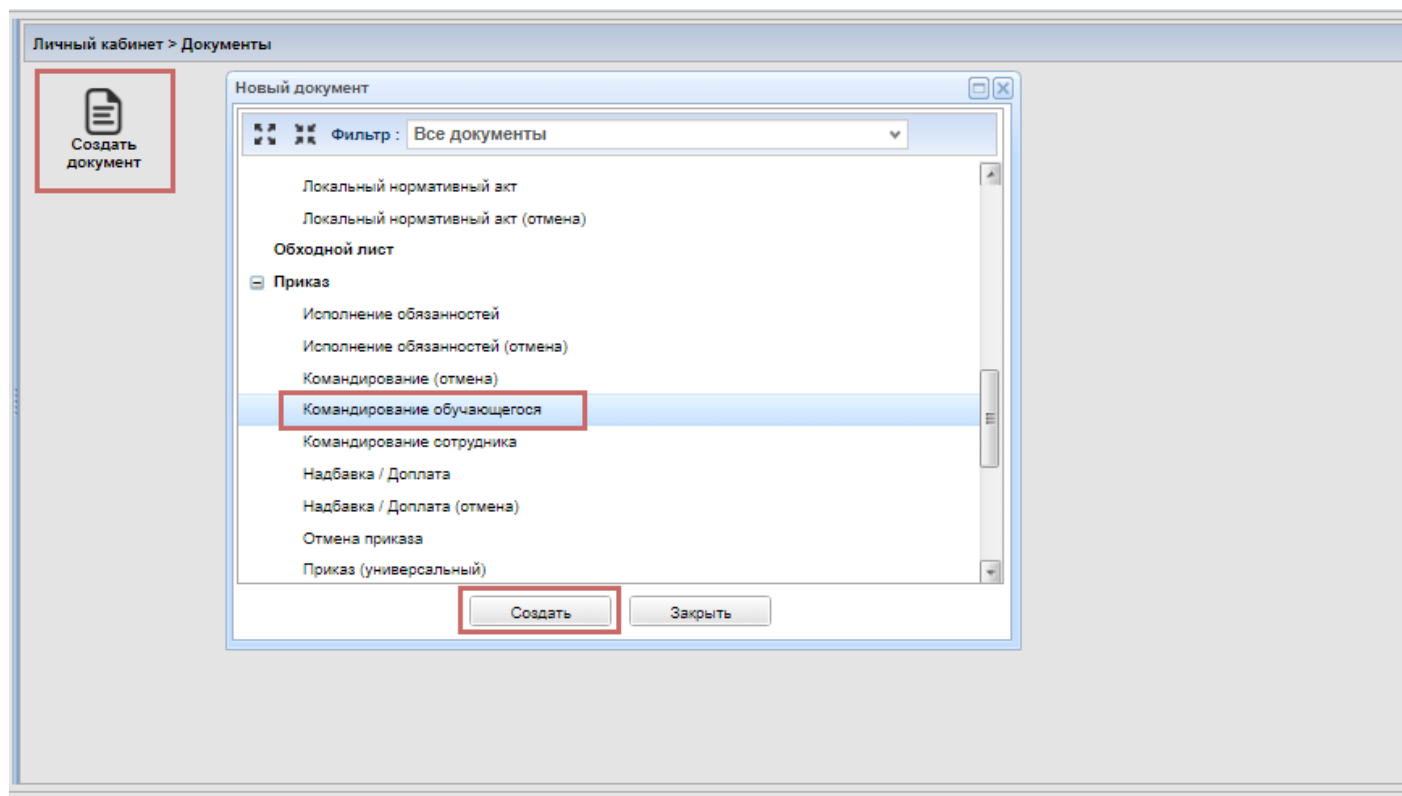 Личный кабинет > Документы
Создать
документ
Новый документ
Фильтр : Все документы
Локальный нормативный акт
Локальный нормативный акт (отмена)
Обходной лист
Приказ
Исполнение обязанностей
Исполнение обязанностей (отмена)
Командирование (отмена)
Командирование обучающегося
Командирование сотрудника
Надбавка / Доплата
Надбавка / Доплата (отмена)
Отмена приказа
Приказ (универсальный)
Создать
Закрыть